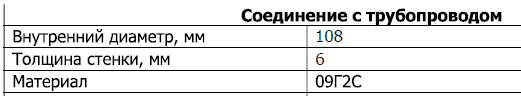 Соединение с трубопроводом
Внутренний диаметр, мм 108
Толщина стенки, мм 6
Материал 09Г2С